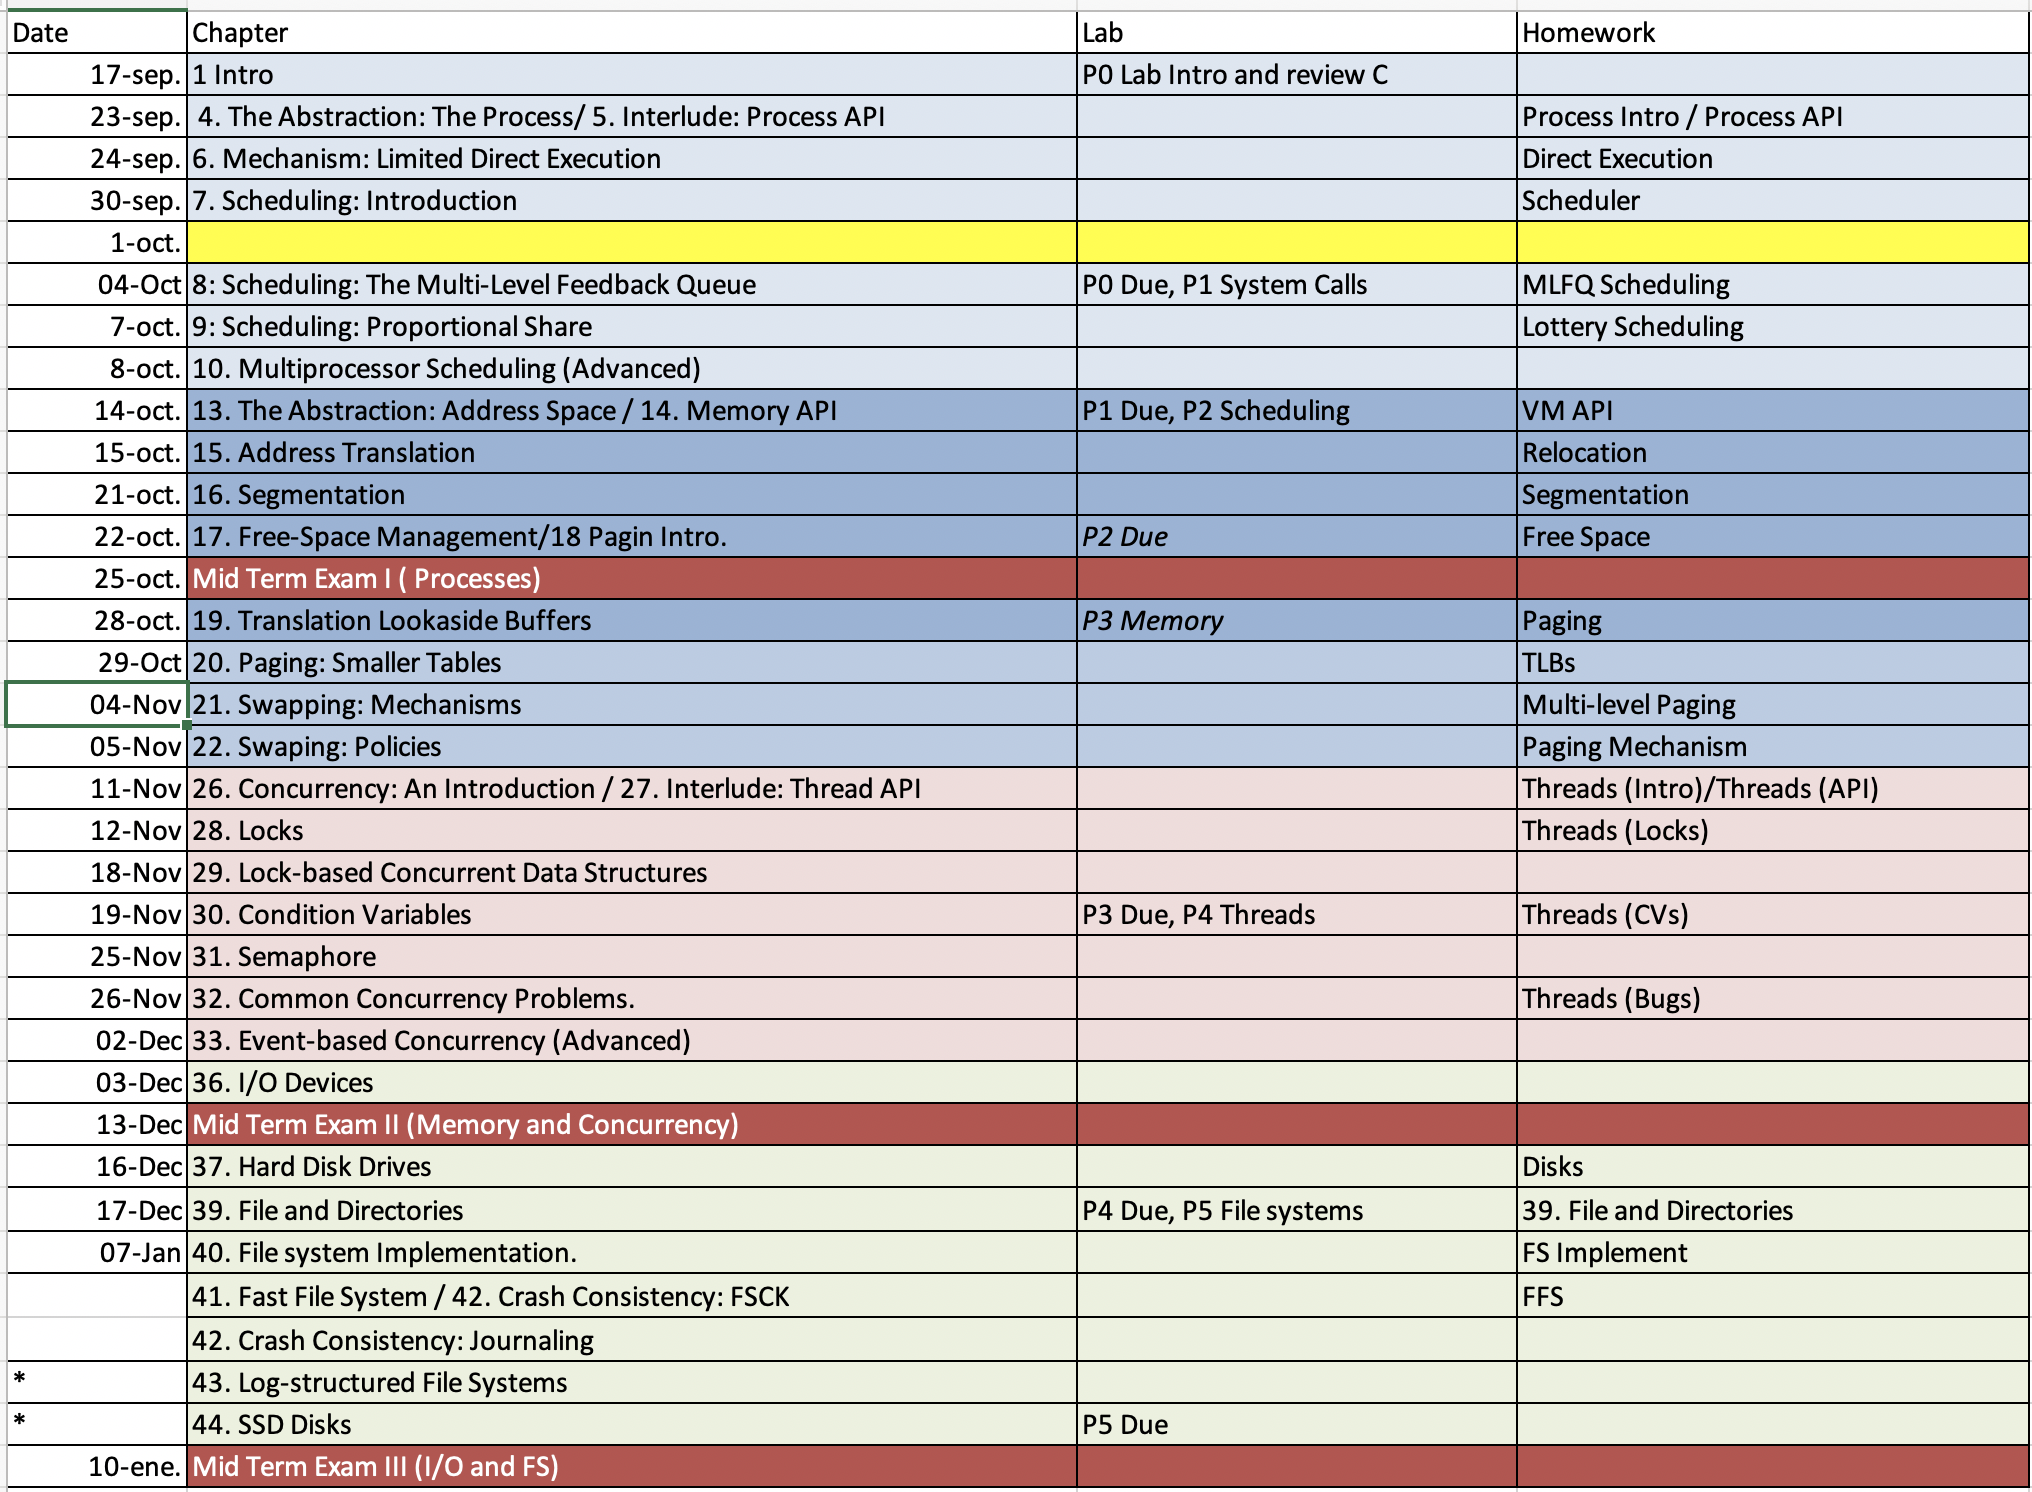 Date Chapter Lab Homework
17-sep. 1 Intro P0 Lab Intro and review C
23-sep. 4. The Abstraction: The Process/ 5. Interlude: Process API Process Intro / Process API
24-sep. 6. Mechanism: Limited Direct Execution Direct Execution
30-sep. 7. Scheduling: Introduction Scheduler
1-oct.
04-Oct 8: Scheduling: The Multi-Level Feedback Queue P0 Due, P1 System Calls MLFQ Scheduling
7-oct. 9: Scheduling: Proportional Share Lottery Scheduling
8-oct. 10. Multiprocessor Scheduling (Advanced)
14-oct. 13. The Abstraction: Address Space / 14. Memory API P1 Due, P2 Scheduling VM API
15-oct. 15. Address Translation Relocation
21-oct. 16. Segmentation Segmentation
22-oct. 17. Free-Space Management/18 Pagin Intro. P2 Due Free Space
25-oct. Mid Term Exam I ( Processes)
28-oct. 19. Translation Lookaside Buffers P3 Memory Paging
29-Oct 20. Paging: Smaller Tables TLBs
04-Nov 21. Swapping: Mechanisms Multi-level Paging
05-Nov 22. Swaping: Policies Paging Mechanism
11-Nov 26. Concurrency: An Introduction / 27. Interlude: Thread API Threads (Intro)/Threads (API)
12-Nov 28. Locks Threads (Locks)
18-Nov 29. Lock-based Concurrent Data Structures
19-Nov 30. Condition Variables P3 Due, P4 Threads Threads (CVs)
25-Nov 31. Semaphore
26-Nov 32. Common Concurrency Problems. Threads (Bugs)
02-Dec 33. Event-based Concurrency (Advanced)
03-Dec 36. I/O Devices
13-Dec Mid Term Exam II (Memory and Concurrency)
16-Dec 37. Hard Disk Drives Disks
17-Dec 39. File and Directories P4 Due, P5 File systems 39. File and Directories
07-Jan 40. File system Implementation. FS Implement
41. Fast File System / 42. Crash Consistency: FSCK FFS
42. Crash Consistency: Journaling
* 43. Log-structured File Systems
* 44. SSD Disks P5 Due
10-ene. Mid Term Exam III (I/O and FS)